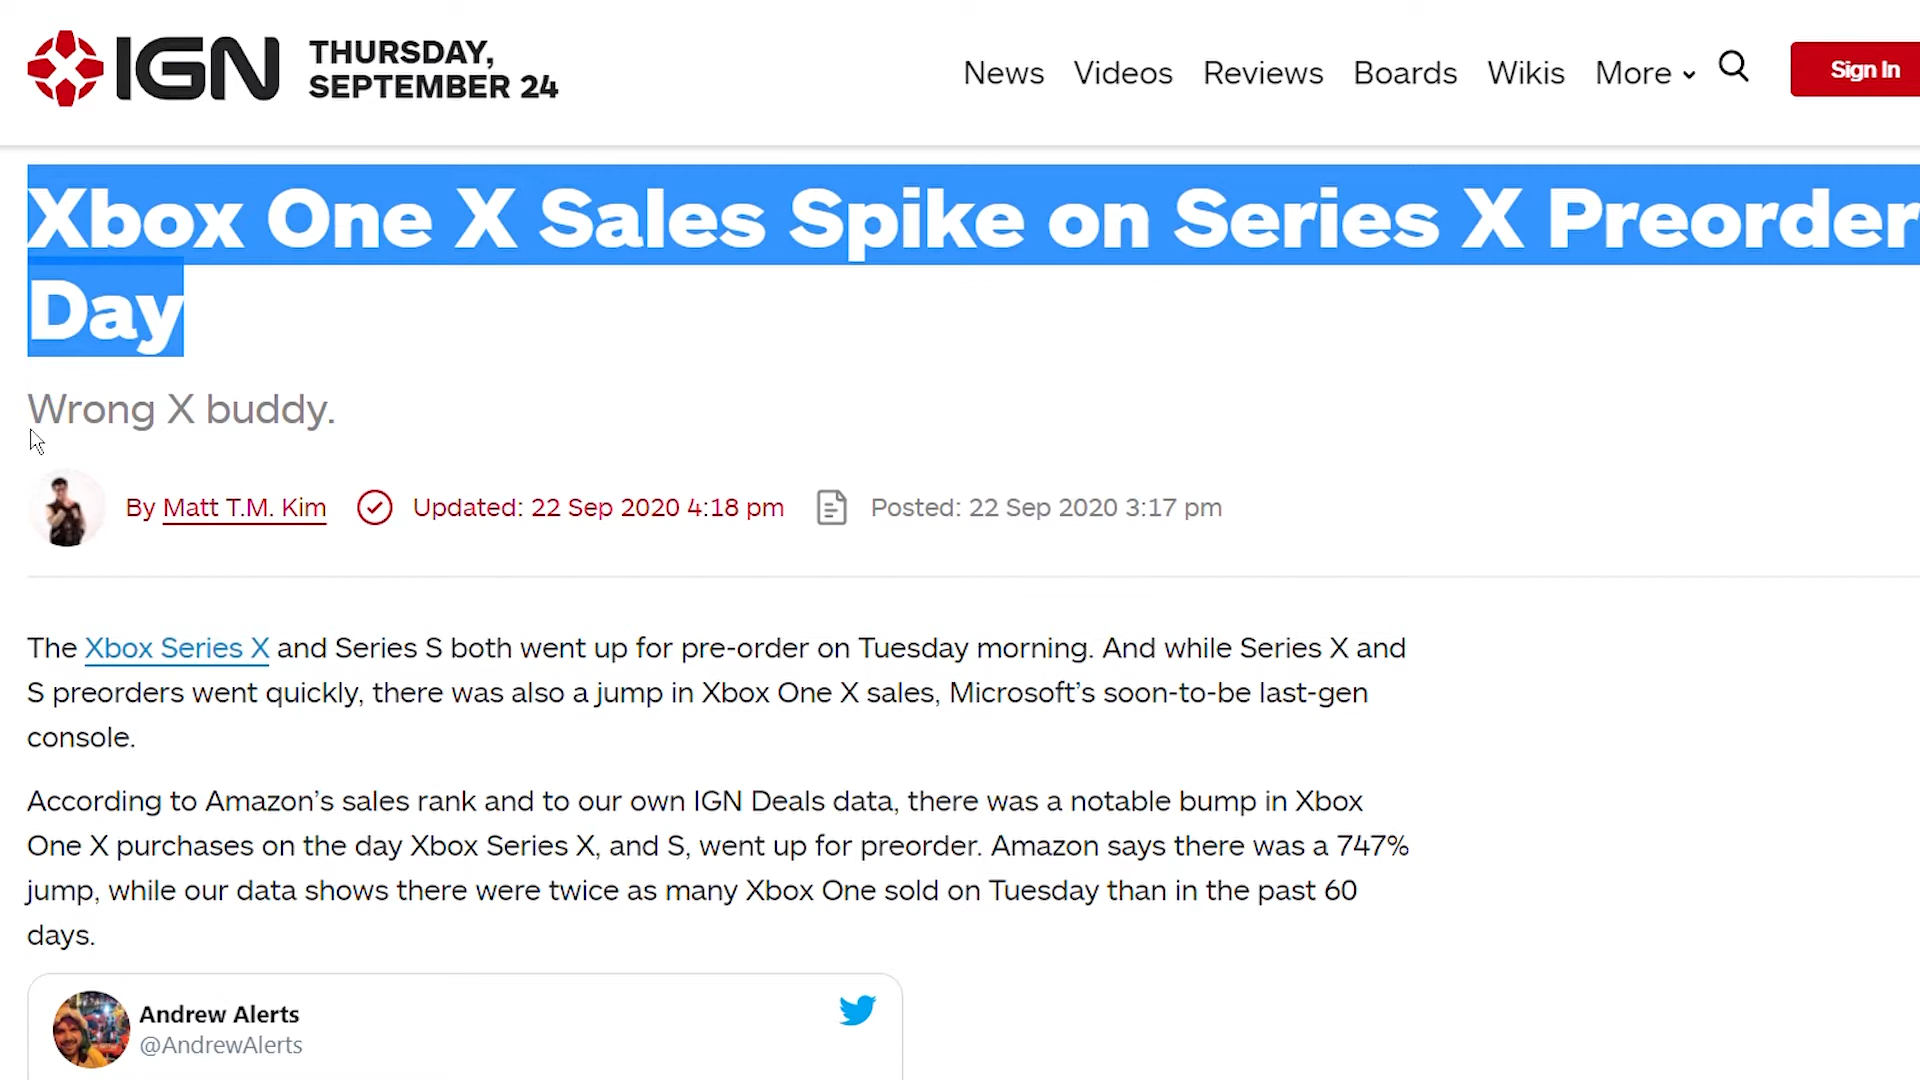 IGN
THURSDAY,
SEPTEMBER 24
News Videos Reviews Boards Wikis More
Sign In
Xbox One X Sales Spike on Series X Preorder
Day
Wrong X buddy.
By Matt T.M. Kim Updated: 22 Sep 2020 4:18 pm Posted: 22 Sep 2020 3:17 pm
The Xbox Series X and Series S both went up for pre-order on Tuesday morning. And while Series X and
S preorders went quickly, there was also a jump in Xbox One X sales, Microsoft’s soon-to-be last-gen
console.
According to Amazon’s sales rank and to our own IGN Deals data, there was a notable bump in Xbox
One X purchases on the day Xbox Series X, and S, went up for preorder. Amazon says there was a 747%
jump, while our data shows there were twice as many Xbox One sold on Tuesday than in the past 60
days.
Andrew Alerts
@AndrewAlerts